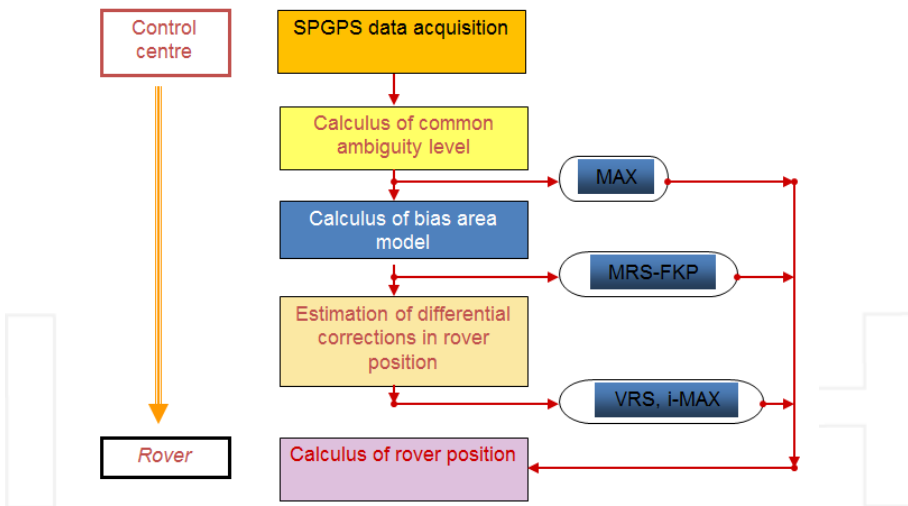 Control
centre
SPGPS data acquisition
Calculus of common
ambiguity level
MAX
Calculus of bias area
model
MRS-FKP
Estimation of differential
corrections in rover
position
VRS, i-MAX
Rover
Calculus of rover position